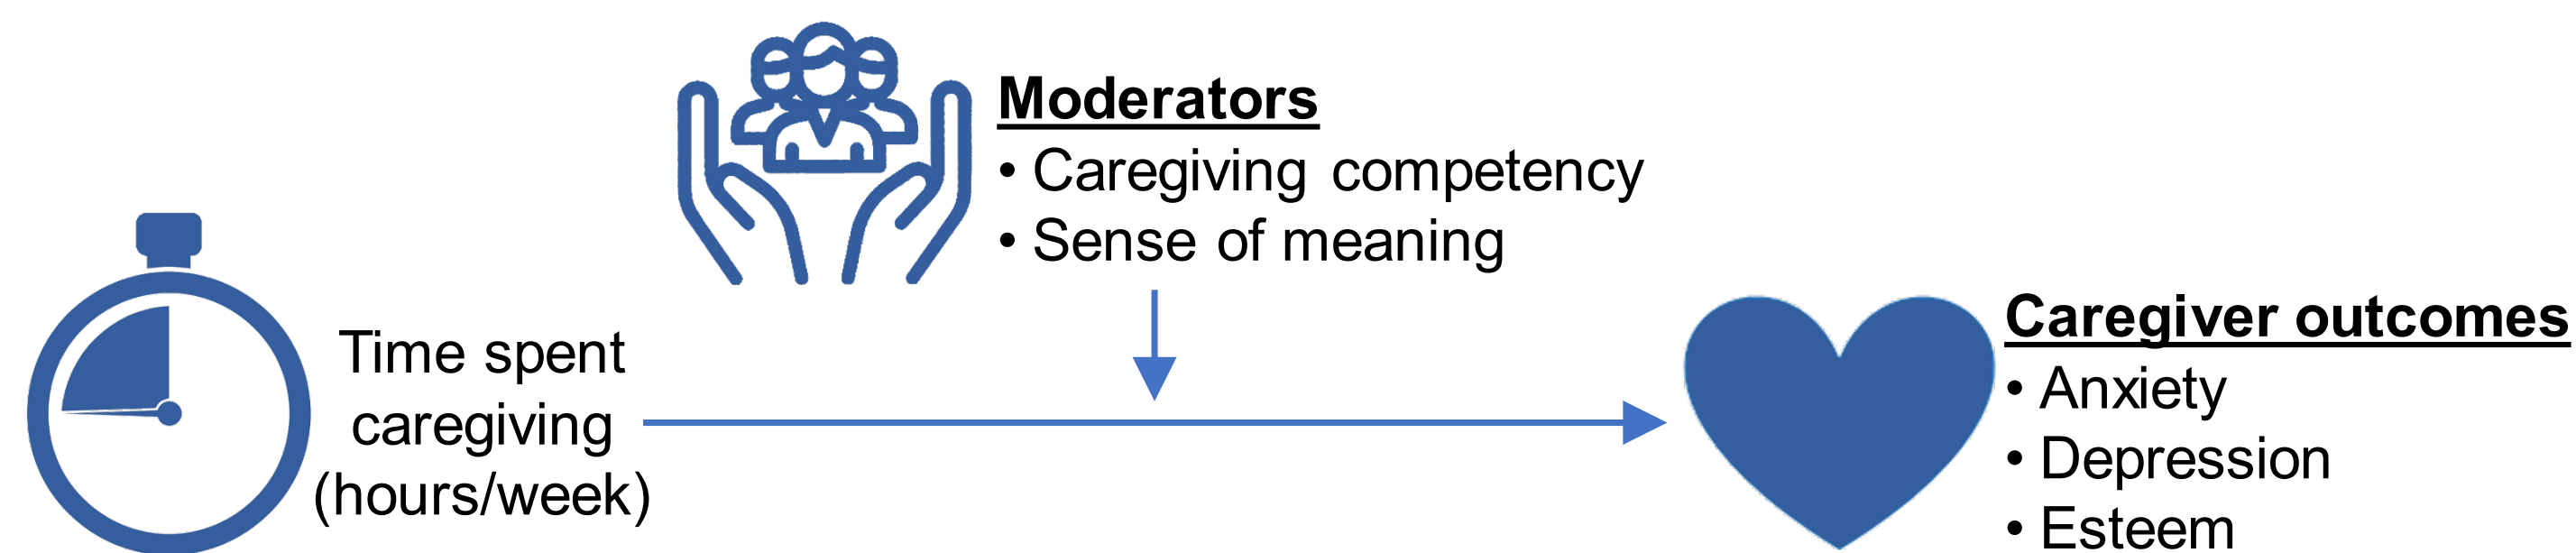 Moderators
• Caregiving competency
• Sense of meaning
Time spent
caregiving
(hours/week)
Caregiver outcomes
• Anxiety
• Depression
• Esteem